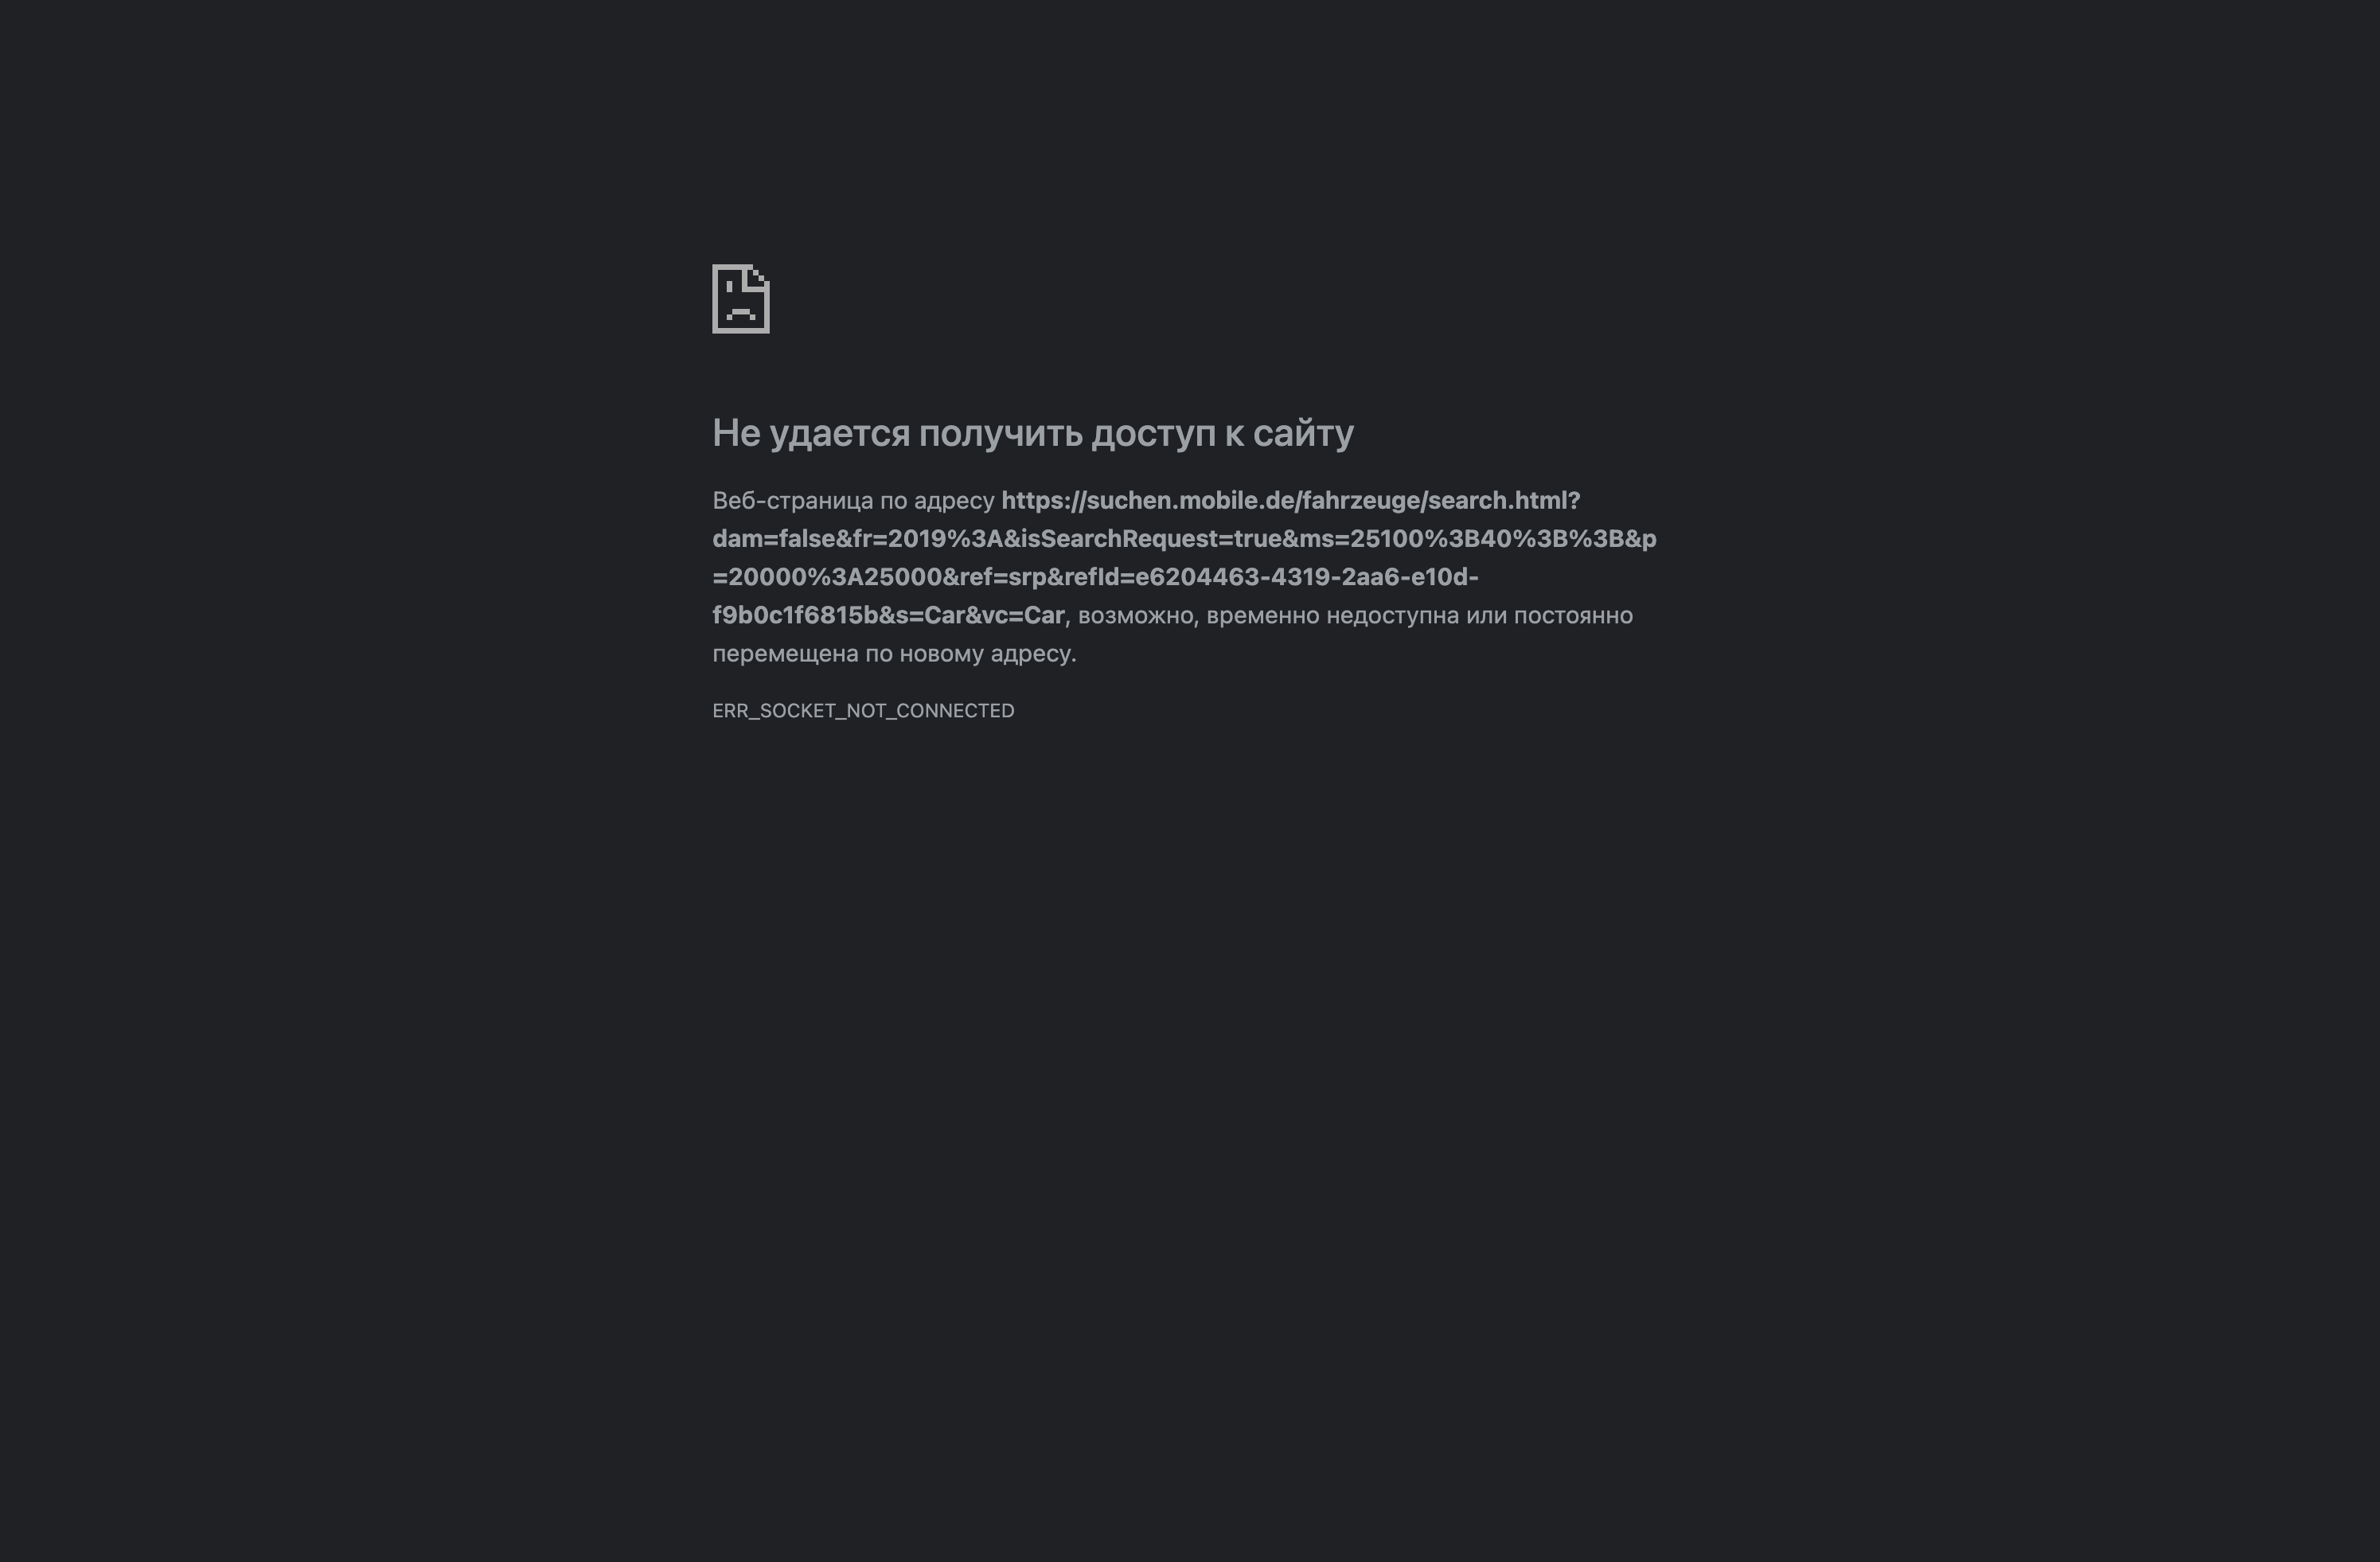 Не удается получить доступ к сайту
Веб-страница по адресу https://suchen.mobile.de/fahrzeuge/search.html?
dam=false&fr=2019%3A&isSearchRequest=true&ms=25100%3B40%3B%3B&p
=20000%3A25000&ref=srp&refId=e6204463-4319-2aa6-e10d-
f9b0c1f6815b&s=Car&vc=Car, возможно, временно недоступна или постоянно
перемещена по новому адресу.
ERR_SOCKET_NOT_CONNECTED